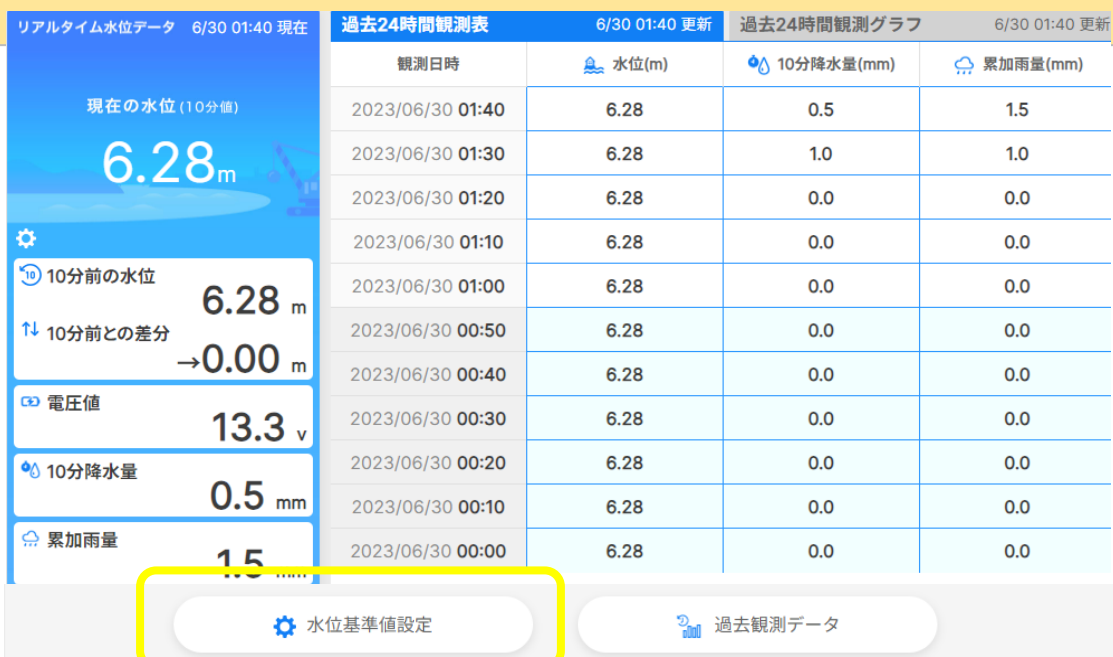 リアルタイム水位データ 6/30 01:40 現在
現在の水位 (10分値)
6.28m
10 10分前の水位
6.28 m
10分前との差分
→0.00 m
電圧値
13.3 v
10分降水量
0.5 mm
累加雨量
1.5 mm
過去24時間観測表 6/30 01:40 更新
過去24時間観測グラフ 6/30 01:40 更新
観測日時 水位(m) 10分降水量(mm) 累加雨量(mm)
2023/06/30 01:40 6.28 0.5 1.5
2023/06/30 01:30 6.28 1.0 1.0
2023/06/30 01:20 6.28 0.0 0.0
2023/06/30 01:10 6.28 0.0 0.0
2023/06/30 01:00 6.28 0.0 0.0
2023/06/30 00:50 6.28 0.0 0.0
2023/06/30 00:40 6.28 0.0 0.0
2023/06/30 00:30 6.28 0.0 0.0
2023/06/30 00:20 6.28 0.0 0.0
2023/06/30 00:10 6.28 0.0 0.0
2023/06/30 00:00 6.28 0.0 0.0
水位基準値設定
過去観測データ